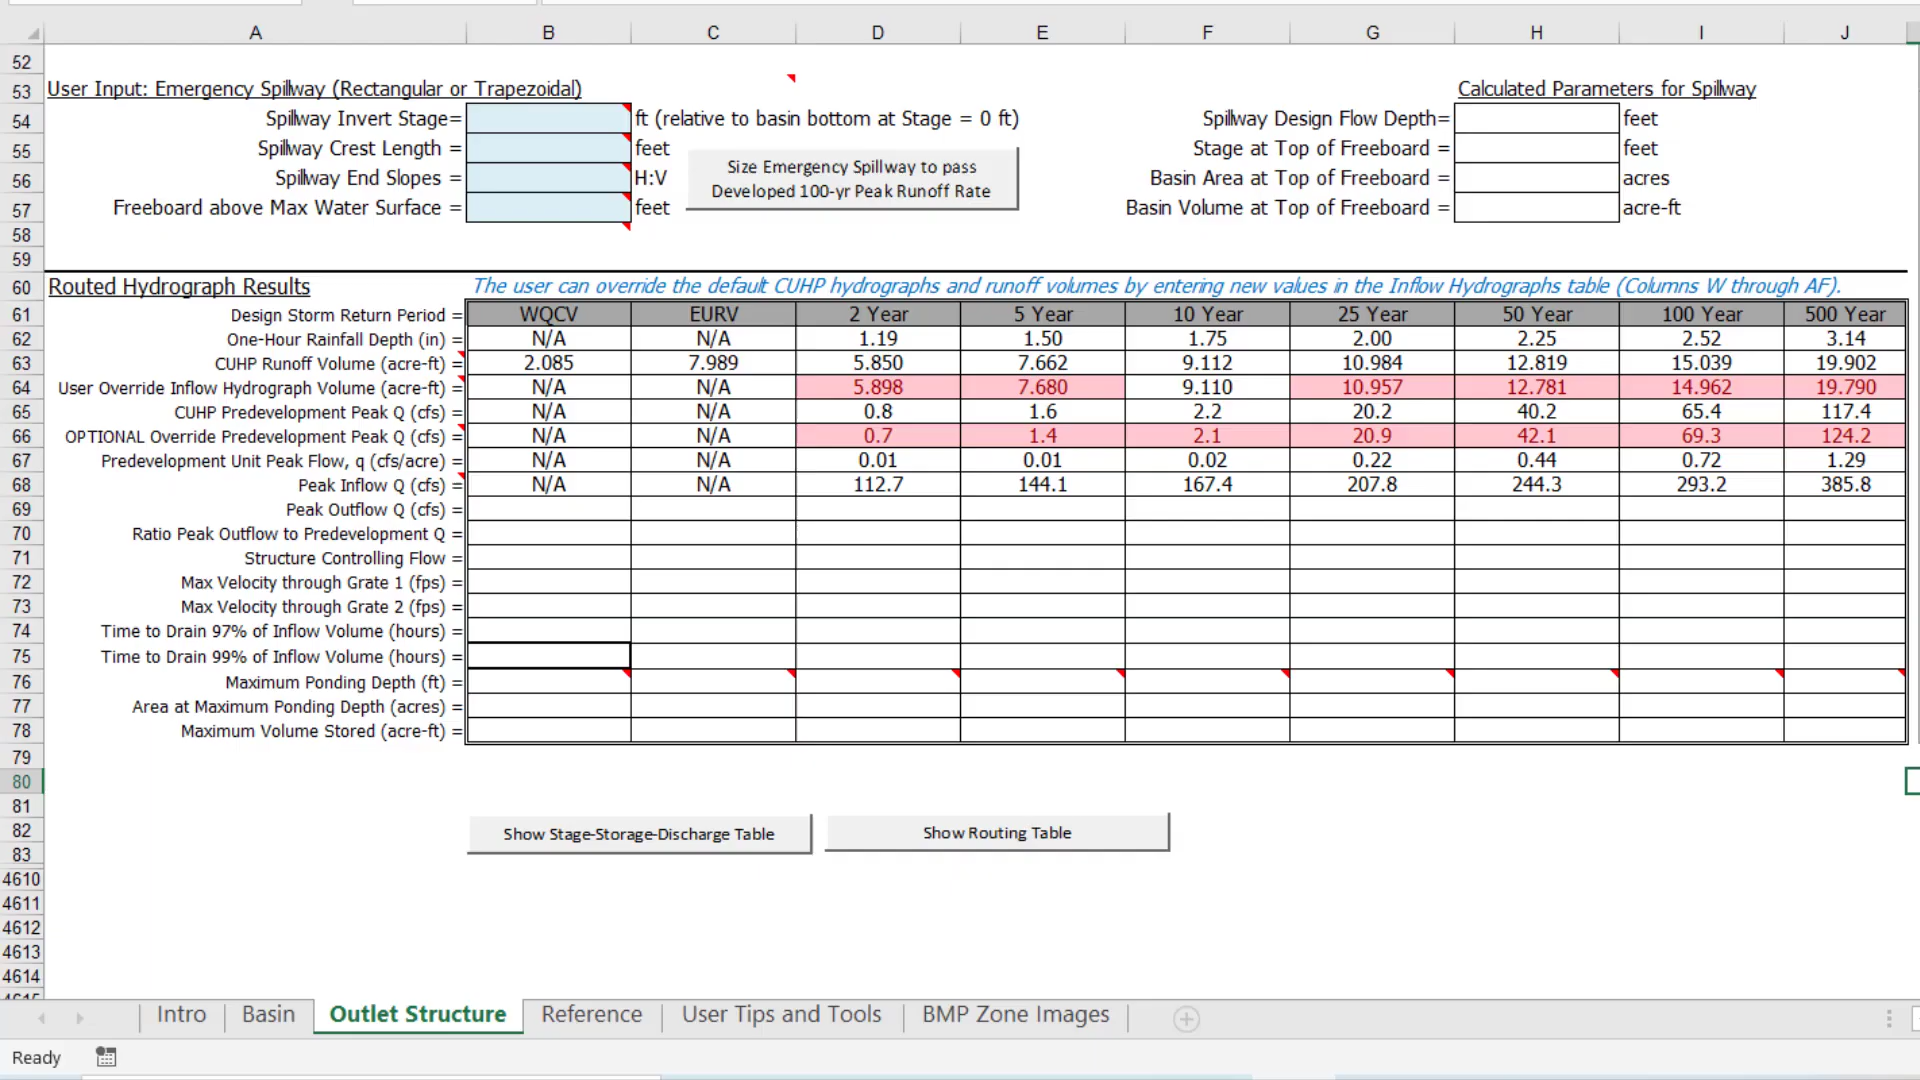 A B C D E F G H I J
52
53 User Input: Emergency Spillway (Rectangular or Trapezoidal) Calculated Parameters for Spillway
54 Spillway Invert Stage= ft (relative to basin bottom at Stage = 0 ft) Spillway Design Flow Depth= feet
55 Spillway Crest Length = feet Stage at Top of Freeboard = feet
Size Emergency Spillway to pass
56 Spillway End Slopes = H:V Basin Area at Top of Freeboard = acres
Developed 100-yr Peak Runoff Rate
57 Freeboard above Max Water Surface = feet Basin Volume at Top of Freeboard = acre-ft
58
59
60 Routed Hydrograph Results The user can override the default CUHP hydrographs and runoff volumes by entering new values in the Inflow Hydrographs table (Columns W through AF).
61 Design Storm Return Period = WQCV EURV 2 Year 5 Year 10 Year 25 Year 50 Year 100 Year 500 Year
62 One-Hour Rainfall Depth (in) = N/A N/A 1.19 1.50 1.75 2.00 2.25 2.52 3.14
63 CUHP Runoff Volume (acre-ft) = 2.085 7.989 5.850 7.662 9.112 10.984 12.819 15.039 19.902
64 User Override Inflow Hydrograph Volume (acre-ft) = N/A N/A 5.898 7.680 9.110 10.957 12.781 14.962 19.790
65 CUHP Predevelopment Peak Q (cfs) = N/A N/A 0.8 1.6 2.2 20.2 40.2 65.4 117.4
66 OPTIONAL Override Predevelopment Peak Q (cfs) = N/A N/A 0.7 1.4 2.1 20.9 42.1 69.3 124.2
67 Predevelopment Unit Peak Flow, q (cfs/acre) = N/A N/A 0.01 0.01 0.02 0.22 0.44 0.72 1.29
68 Peak Inflow Q (cfs) = N/A N/A 112.7 144.1 167.4 207.8 244.3 293.2 385.8
69 Peak Outflow Q (cfs) =
70 Ratio Peak Outflow to Predevelopment Q =
71 Structure Controlling Flow =
72 Max Velocity through Grate 1 (fps) =
73 Max Velocity through Grate 2 (fps) =
74 Time to Drain 97% of Inflow Volume (hours) =
75 Time to Drain 99% of Inflow Volume (hours) =
76 Maximum Ponding Depth (ft) =
77 Area at Maximum Ponding Depth (acres) =
78 Maximum Volume Stored (acre-ft) =
79
80
81
82 Show Stage-Storage-Discharge Table Show Routing Table
83
4610
4611
4612
4613
4614
4615
Intro Basin Outlet Structure Reference User Tips and Tools BMP Zone Images
Ready